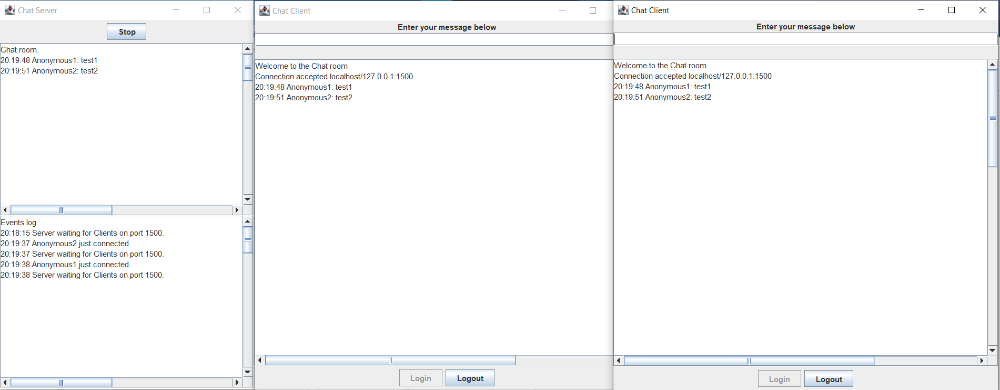 Chat Server
Stop
Chat room.
20:19:48 Anonymous1: test1
20:19:51 Anonymous2: test2
Events log.
20:18:15 Server waiting for Clients on port 1500.
20:19:37 Anonymous2 just connected.
20:19:37 Server waiting for Clients on port 1500.
20:19:38 Anonymous1 just connected.
20:19:38 Server waiting for Clients on port 1500.
Chat Client
Enter your message below
Welcome to the Chat room
Connection accepted localhost/127.0.0.1:1500
20:19:48 Anonymous1: test1
20:19:51 Anonymous2: test2
Login Logout
Chat Client
Enter your message below
Welcome to the Chat room
Connection accepted localhost/127.0.0.1:1500
20:19:48 Anonymous1: test1
20:19:51 Anonymous2: test2
Login Logout